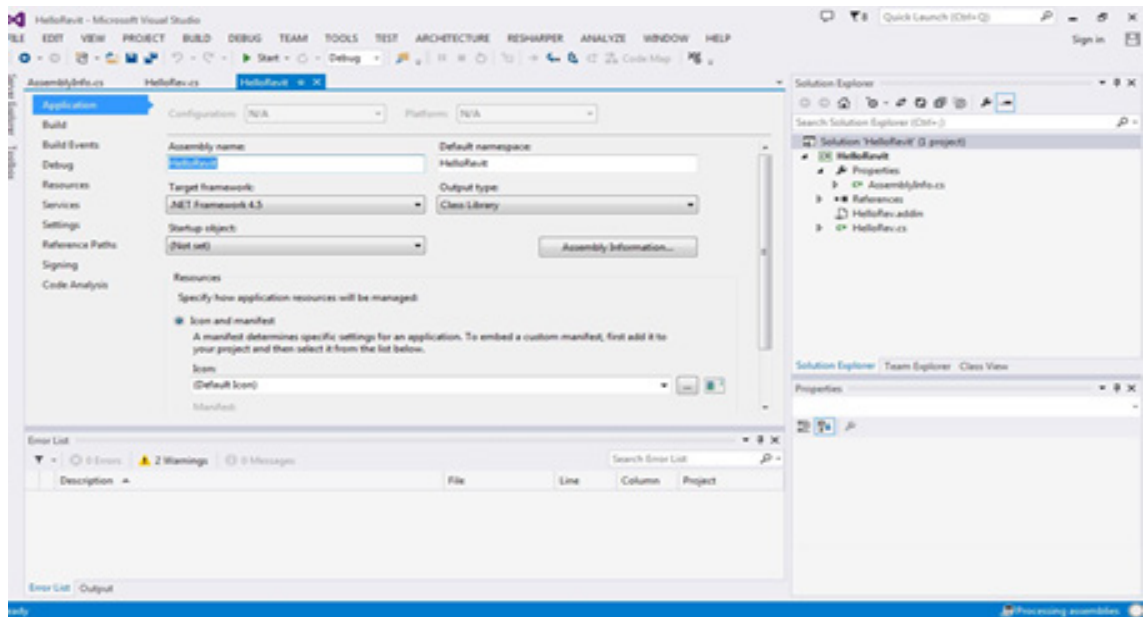 HelloRevit - Microsoft Visual Studio
Quick Launch (Ctrl+Q)
FILE EDIT VIEW PROJECT BUILD DEBUG TEAM TOOLS TEST ARCHITECTURE RESHARPER ANALYZE WINDOW HELP
Sign in
Start
Debug
Code Map
Server Explorer
Toolbox
AssemblyInfo.cs
HelloRev.cs
HelloRevit
Application
Build
Build Events
Debug
Resources
Services
Settings
Reference Paths
Signing
Code Analysis
Configuration: N/A
Platform: N/A
Assembly name:
HelloRevit
Default namespace:
HelloRevit
Target framework:
.NET Framework 4.5
Output type:
Class Library
Startup object:
(Not set)
Assembly Information...
Resources
Specify how application resources will be managed:
Icon and manifest
A manifest determines specific settings for an application. To embed a custom manifest, first add it to
your project and then select it from the list below.
Icon:
(Default Icon)
Manifest:
Error List
0 Errors
2 Warnings
0 Messages
Search Error List
Description File Line Column Project
Error List Output
Solution Explorer
Search Solution Explorer (Ctrl+;)
Solution 'HelloRevit' (1 project)
HelloRevit
Properties
AssemblyInfo.cs
References
HelloRev.addin
HelloRev.cs
Solution Explorer Team Explorer Class View
Properties
Ready
Processing assemblies